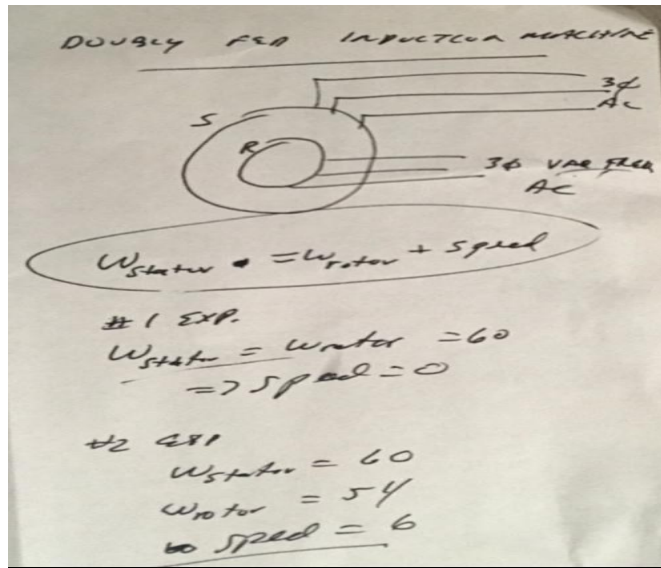 DOUBLY FED INDUCTION MACHINE
3ϕ
AC
S
R
3ϕ VAR FREQ
AC
Wstator = Wrotor + speed
#1 EXP.
Wstator = Wrotor = 60
=> Speed = 0
#2 EXP
Wstator = 60
Wrotor = 54
speed = 6